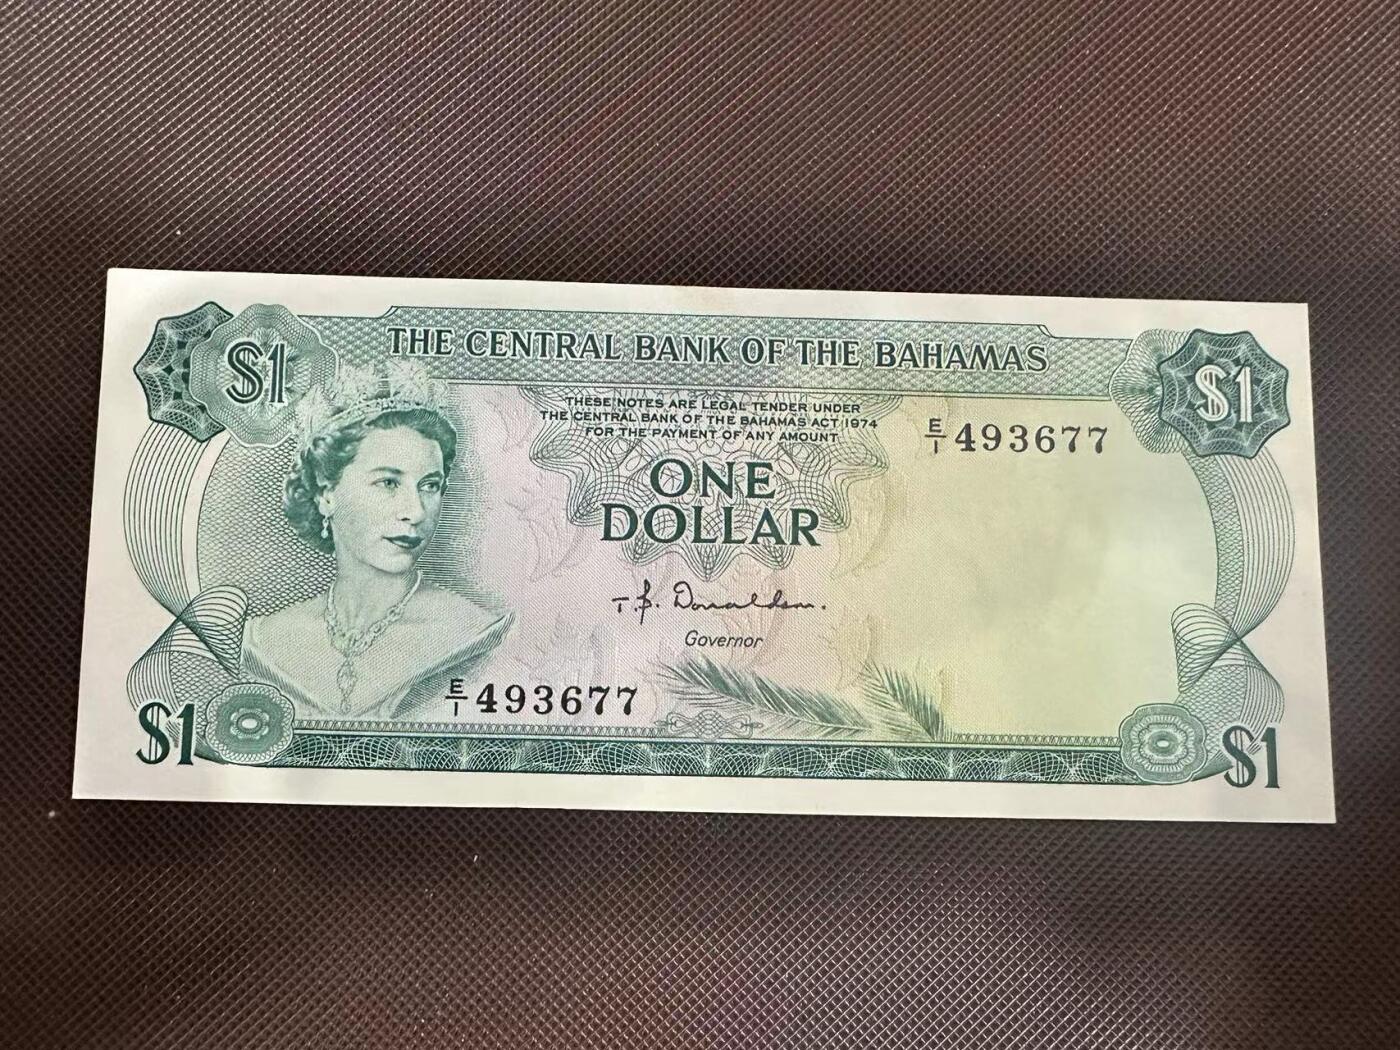 $1
THE CENTRAL BANK OF THE BAHAMAS
$1
THESE NOTES ARE LEGAL TENDER UNDER
THE CENTRAL BANK OF THE BAHAMAS ACT 1974
FOR THE PAYMENT OF ANY AMOUNT
E/1 493677
ONE
DOLLAR
T.B. Donaldson.
Governor
E/1 493677
$1
$1